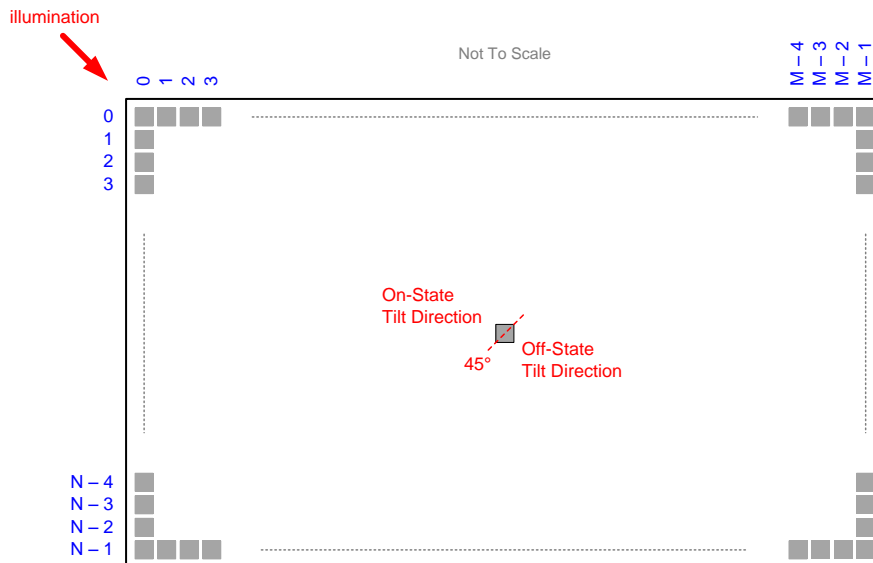 illumination
Not To Scale
0 1 2 3
M – 4 M – 3 M – 2 M – 1
0
1
2
3
On-State
Tilt Direction
45°
Off-State
Tilt Direction
N – 4
N – 3
N – 2
N – 1